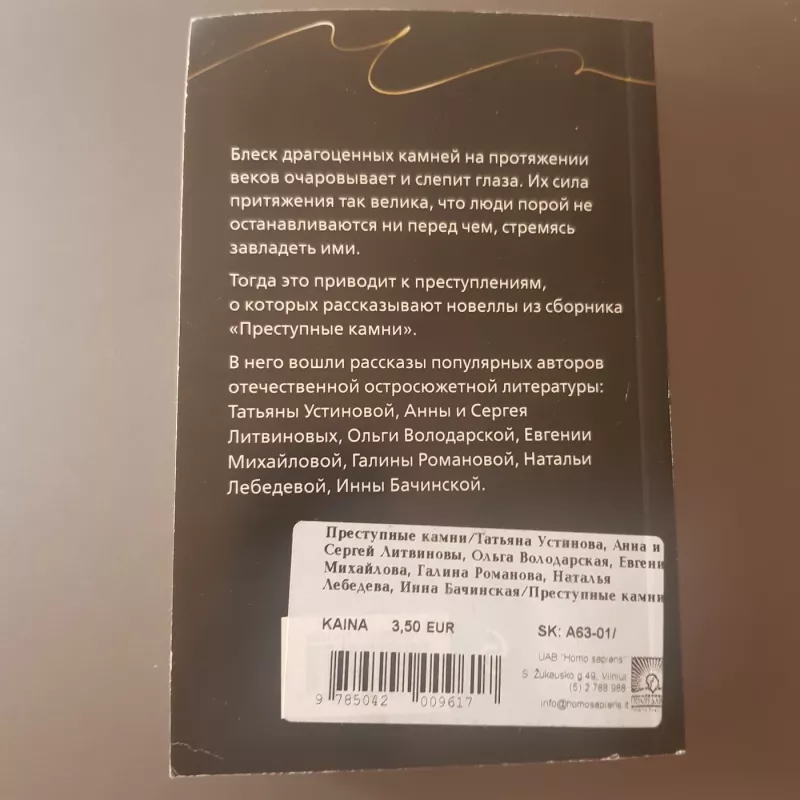 Блеск драгоценных камней на протяжении
веков очаровывает и слепит глаза. Их сила
притяжения так велика, что люди порой не
останавливаются ни перед чем, стремясь
завладеть ими.
Тогда это приводит к преступлениям,
о которых рассказывают новеллы из сборника
«Преступные камни».
В него вошли рассказы популярных авторов
отечественной остросюжетной литературы:
Татьяны Устиновой, Анны и Сергея
Литвиновых, Ольги Володарской, Евгении
Михайловой, Галины Романовой, Натальи
Лебедевой, Инны Бачинской.
Преступные камни/Татьяна Устинова, Анна и
Сергей Литвиновы, Ольга Володарская, Евгени
Михайлова, Галина Романова, Наталья
Лебедева, Инна Бачинская/Преступные камни
KAINA 3,50 EUR SK: A63-01/
UAB "Homo sapiens"
S. Žukausko g.49, Vilniu
(5) 2 788 988
info@homosapiens.lt
9 785042 009617